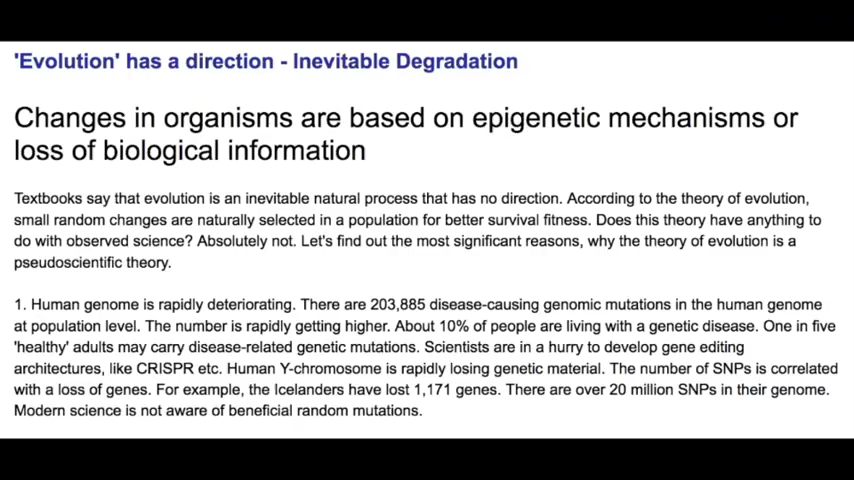 'Evolution' has a direction - Inevitable Degradation
Changes in organisms are based on epigenetic mechanisms or
loss of biological information
Textbooks say that evolution is an inevitable natural process that has no direction. According to the theory of evolution,
small random changes are naturally selected in a population for better survival fitness. Does this theory have anything to
do with observed science? Absolutely not. Let's find out the most significant reasons, why the theory of evolution is a
pseudoscientific theory.
1. Human genome is rapidly deteriorating. There are 203,885 disease-causing genomic mutations in the human genome
at population level. The number is rapidly getting higher. About 10% of people are living with a genetic disease. One in five
'healthy' adults may carry disease-related genetic mutations. Scientists are in a hurry to develop gene editing
architectures, like CRISPR etc. Human Y-chromosome is rapidly losing genetic material. The number of SNPs is correlated
with a loss of genes. For example, the Icelanders have lost 1,171 genes. There are over 20 million SNPs in their genome.
Modern science is not aware of beneficial random mutations.